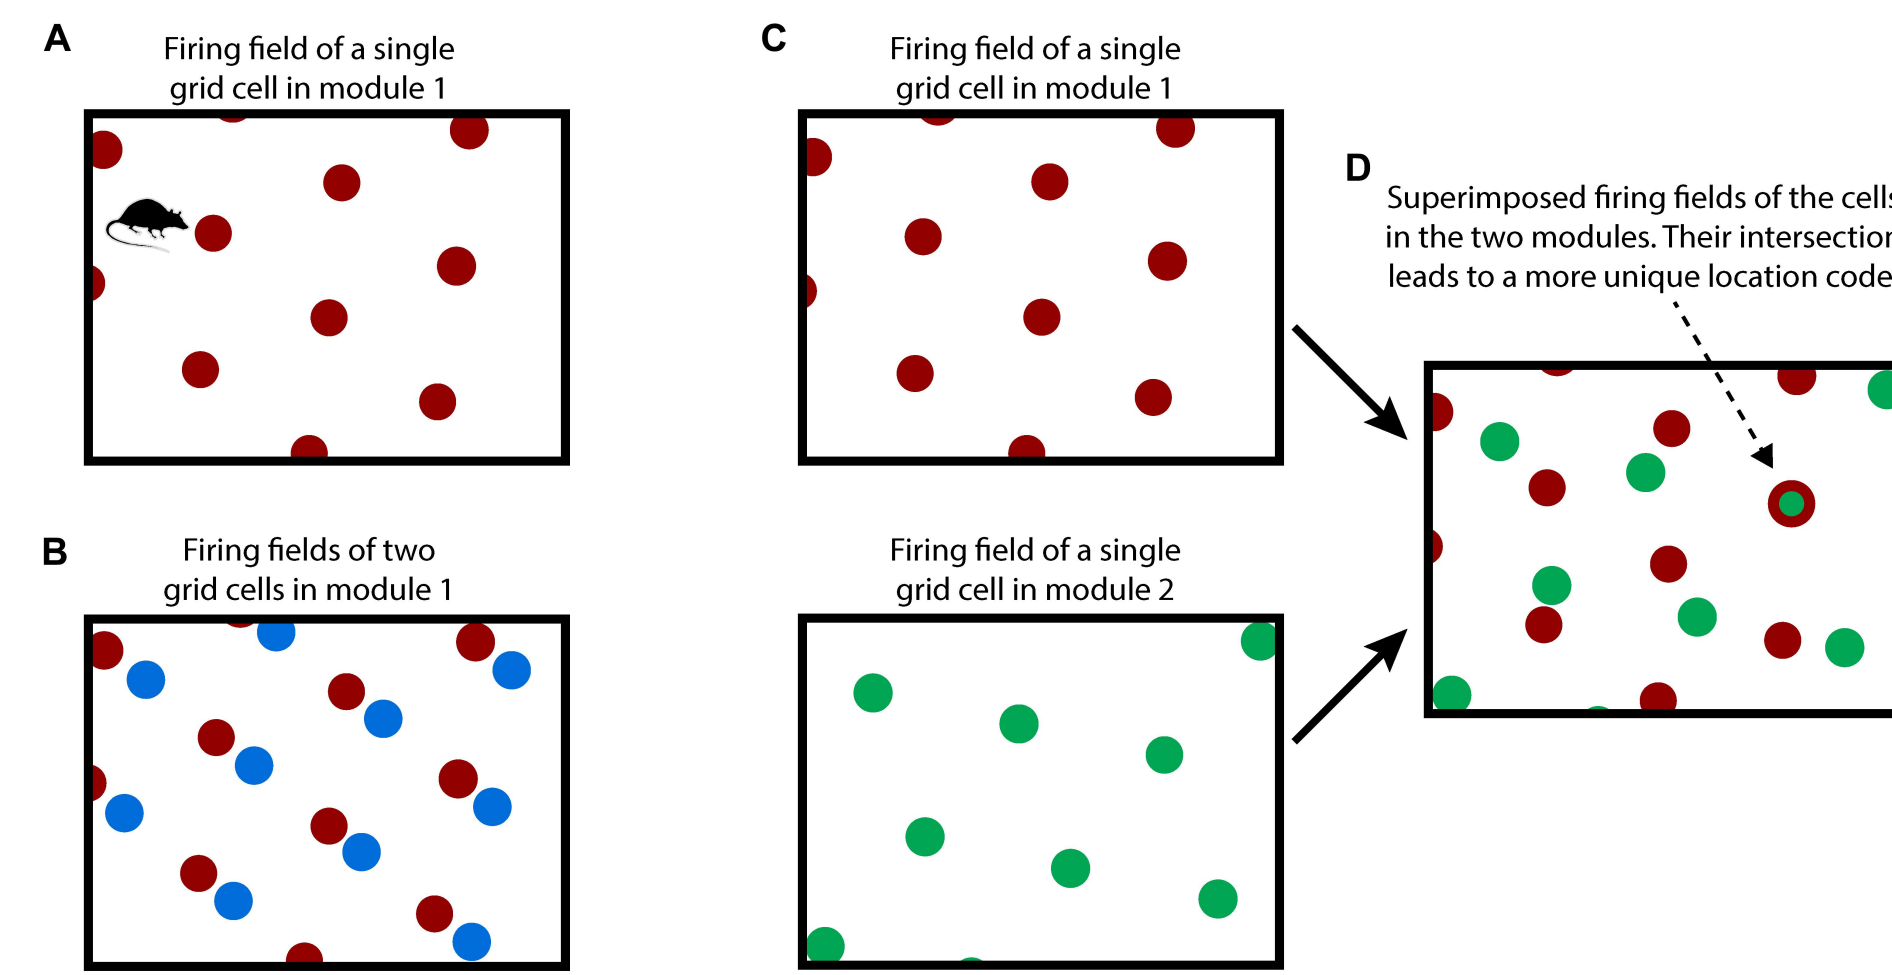 A
Firing field of a single
grid cell in module 1
B
Firing fields of two
grid cells in module 1
C
Firing field of a single
grid cell in module 1
Firing field of a single
grid cell in module 2
D
Superimposed firing fields of the cells
in the two modules. Their intersection
leads to a more unique location code